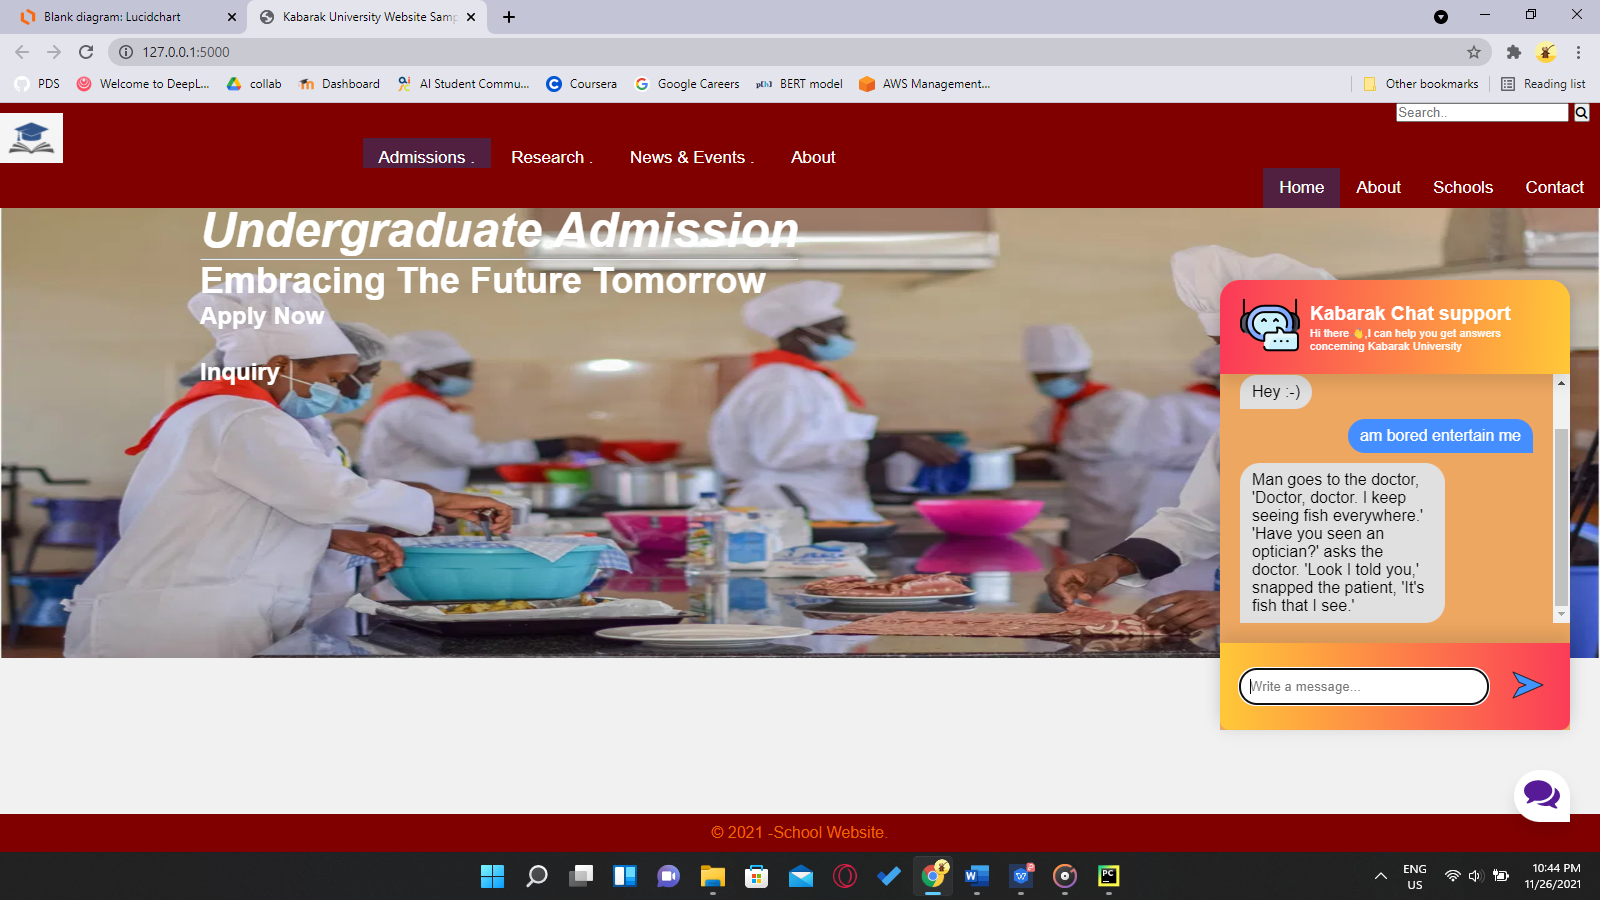 Blank diagram: Lucidchart
Kabarak University Website Samp
127.0.0.1:5000
PDS
Welcome to DeepL...
collab
Dashboard
AI Student Commu...
Coursera
Google Careers
p(h,) BERT model
AWS Management...
Other bookmarks
Reading list
Search..
Admissions .
Research .
News & Events .
About
Home
About
Schools
Contact
Undergraduate Admission
Embracing The Future Tomorrow
Apply Now
Inquiry
Kabarak Chat support
Hi there 👋,I can help you get answers
concerning Kabarak University
Hey :-)
am bored entertain me
Man goes to the doctor,
'Doctor, doctor. I keep
seeing fish everywhere.'
'Have you seen an
optician?' asks the
doctor. 'Look I told you,'
snapped the patient, 'It's
fish that I see.'
Write a message...
© 2021 -School Website.
ENG
US
10:44 PM
11/26/2021